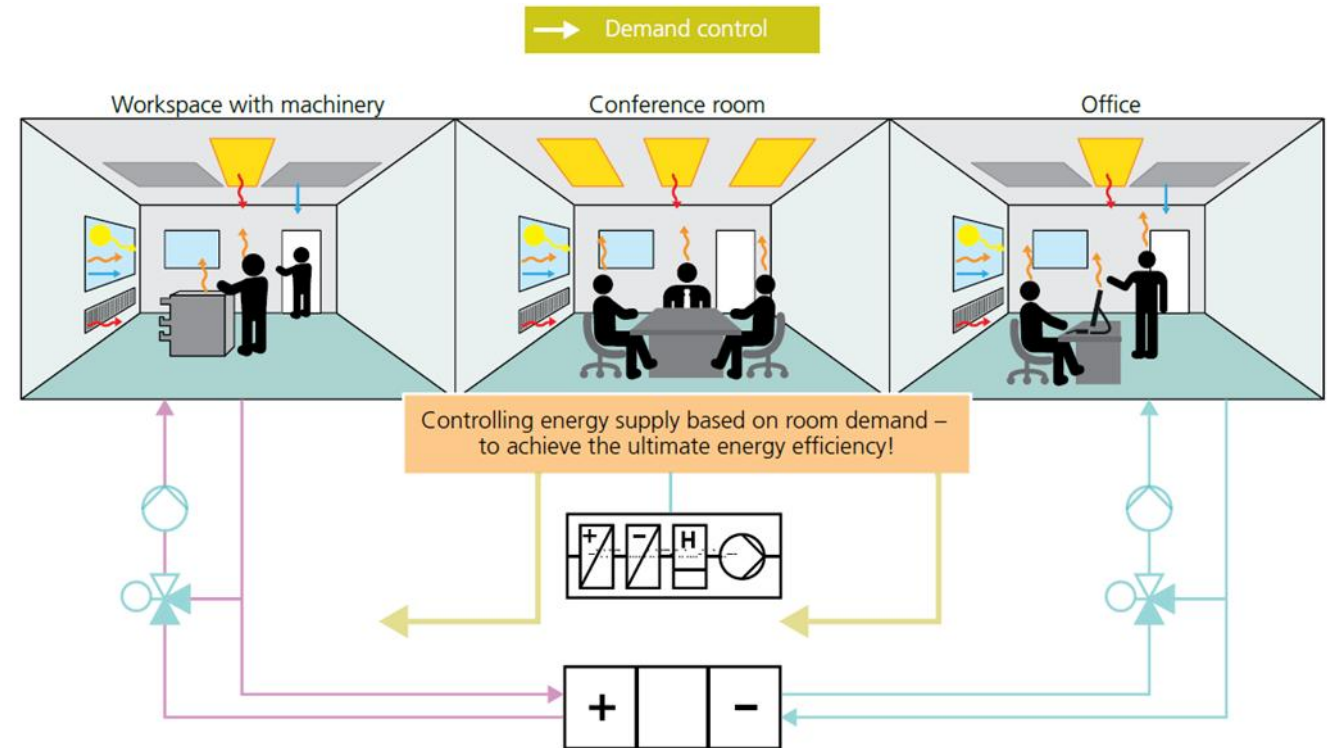 Demand control
Workspace with machinery
Conference room
Office
Controlling energy supply based on room demand –
to achieve the ultimate energy efficiency!
+
-
H
+
-